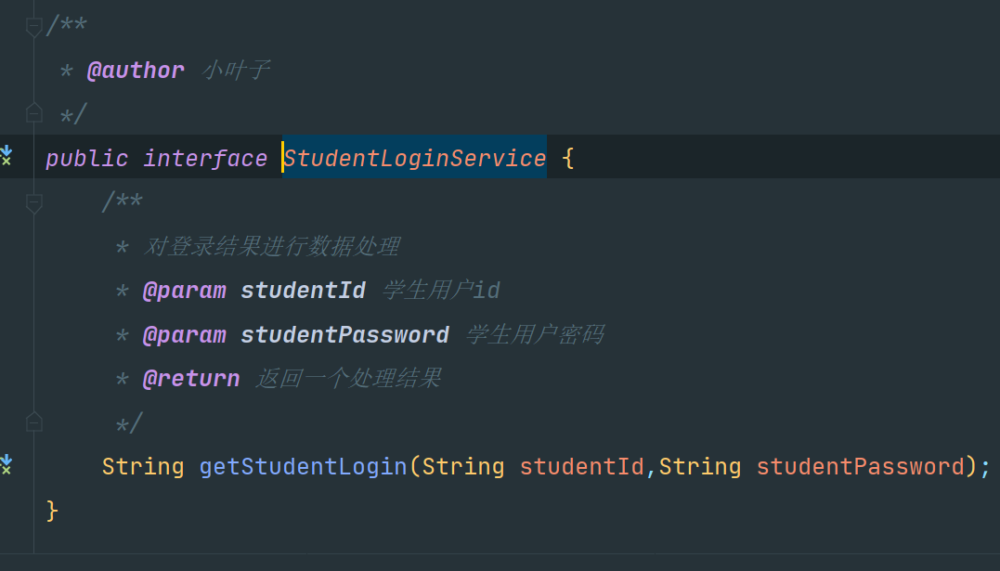 /**
* @author 小叶子
*/
public interface StudentLoginService {
/**
* 对登录结果进行数据处理
* @param studentId 学生用户id
* @param studentPassword 学生用户密码
* @return 返回一个处理结果
*/
String getStudentLogin(String studentId,String studentPassword);
}